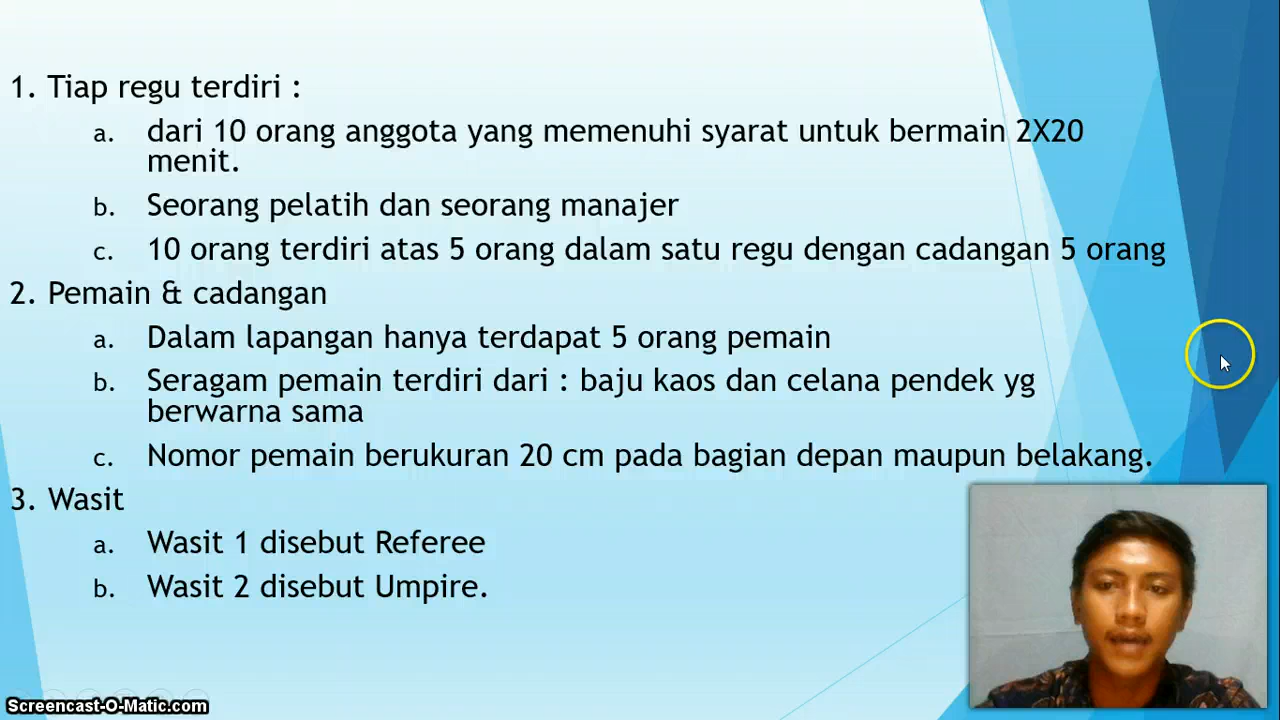 1. Tiap regu terdiri :
a. dari 10 orang anggota yang memenuhi syarat untuk bermain 2X20
menit.
b. Seorang pelatih dan seorang manajer
c. 10 orang terdiri atas 5 orang dalam satu regu dengan cadangan 5 orang
2. Pemain & cadangan
a. Dalam lapangan hanya terdapat 5 orang pemain
b. Seragam pemain terdiri dari : baju kaos dan celana pendek yg
berwarna sama
c. Nomor pemain berukuran 20 cm pada bagian depan maupun belakang.
3. Wasit
a. Wasit 1 disebut Referee
b. Wasit 2 disebut Umpire.
Screencast-O-Matic.com